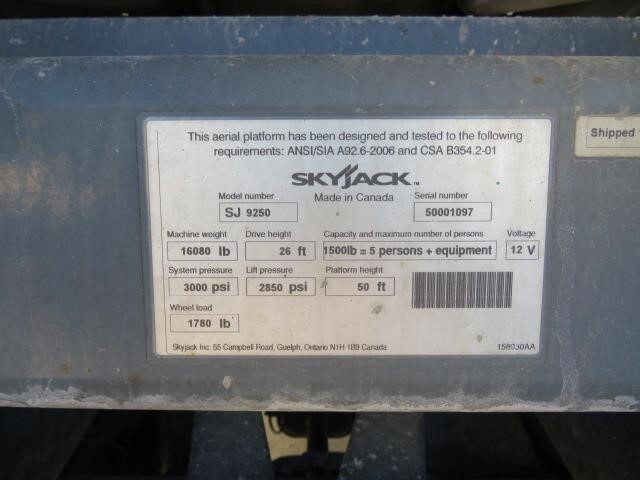 This aerial platform has been designed and tested to the following
requirements: ANSI/SIA A92.6-2006 and CSA B354.2-01
SKYJACK™
Model number Made in Canada Serial number
SJ 9250 50001097
Machine weight Drive height Capacity and maximum number of persons Voltage
16080 lb 26 ft 1500lb = 5 persons + equipment 12 V
System pressure Lift pressure Platform height
3000 psi 2850 psi 50 ft
Wheel load
1780 lb
Skyjack Inc. 55 Campbell Road, Guelph, Ontario N1H 1B9 Canada 158930AA
Shipped